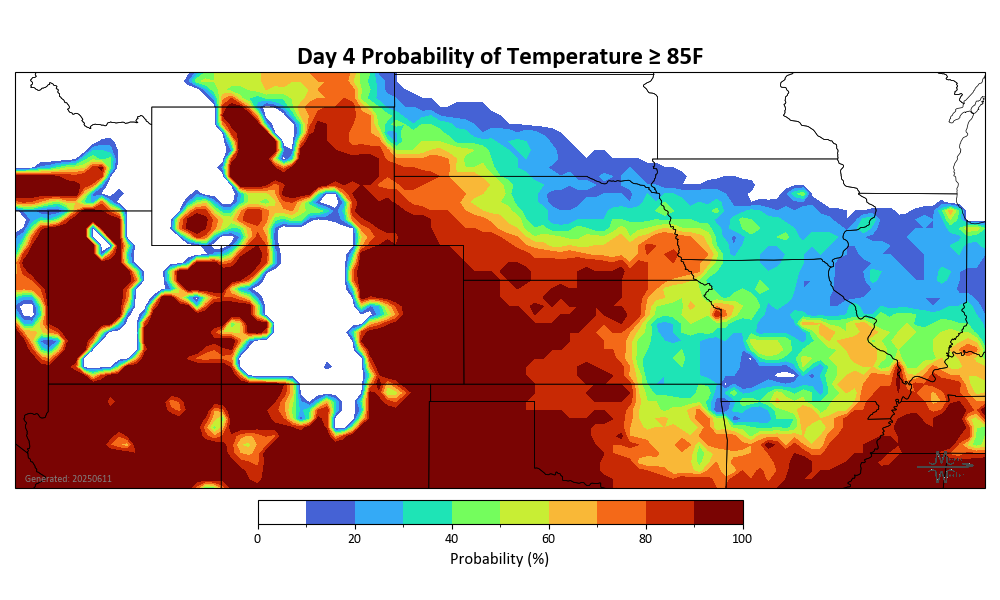 Day 4 Probability of Temperature ≥ 85F
Generated: 20250611
0 20 40 60 80 100
Probability (%)